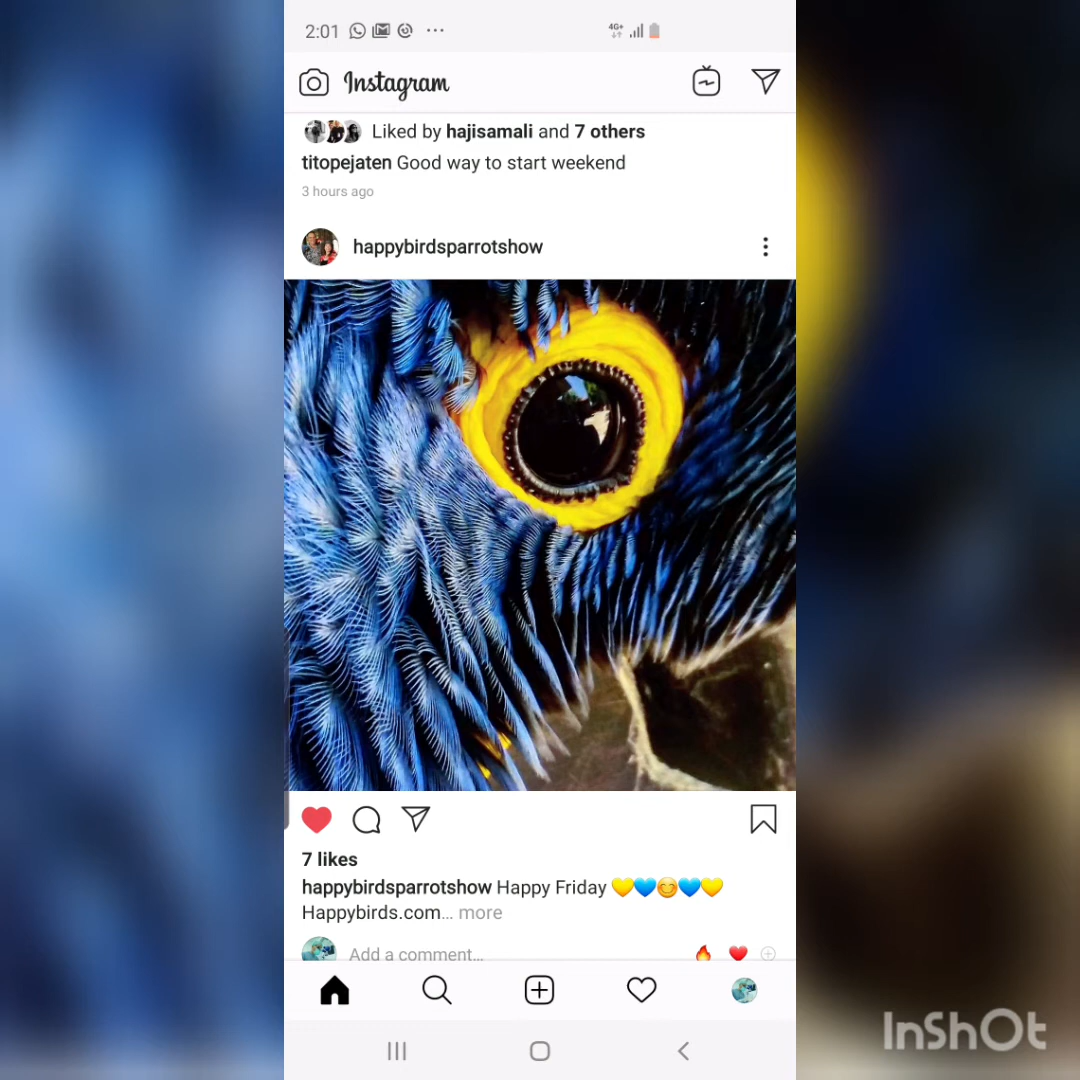 2:01 4G+
Instagram
Liked by hajisamali and 7 others
titopejaten Good way to start weekend
3 hours ago
happybirdsparrotshow
7 likes
happybirdsparrotshow Happy Friday 💛💙😊💙💛
Happybirds.com... more
Add a comment...
InShOt